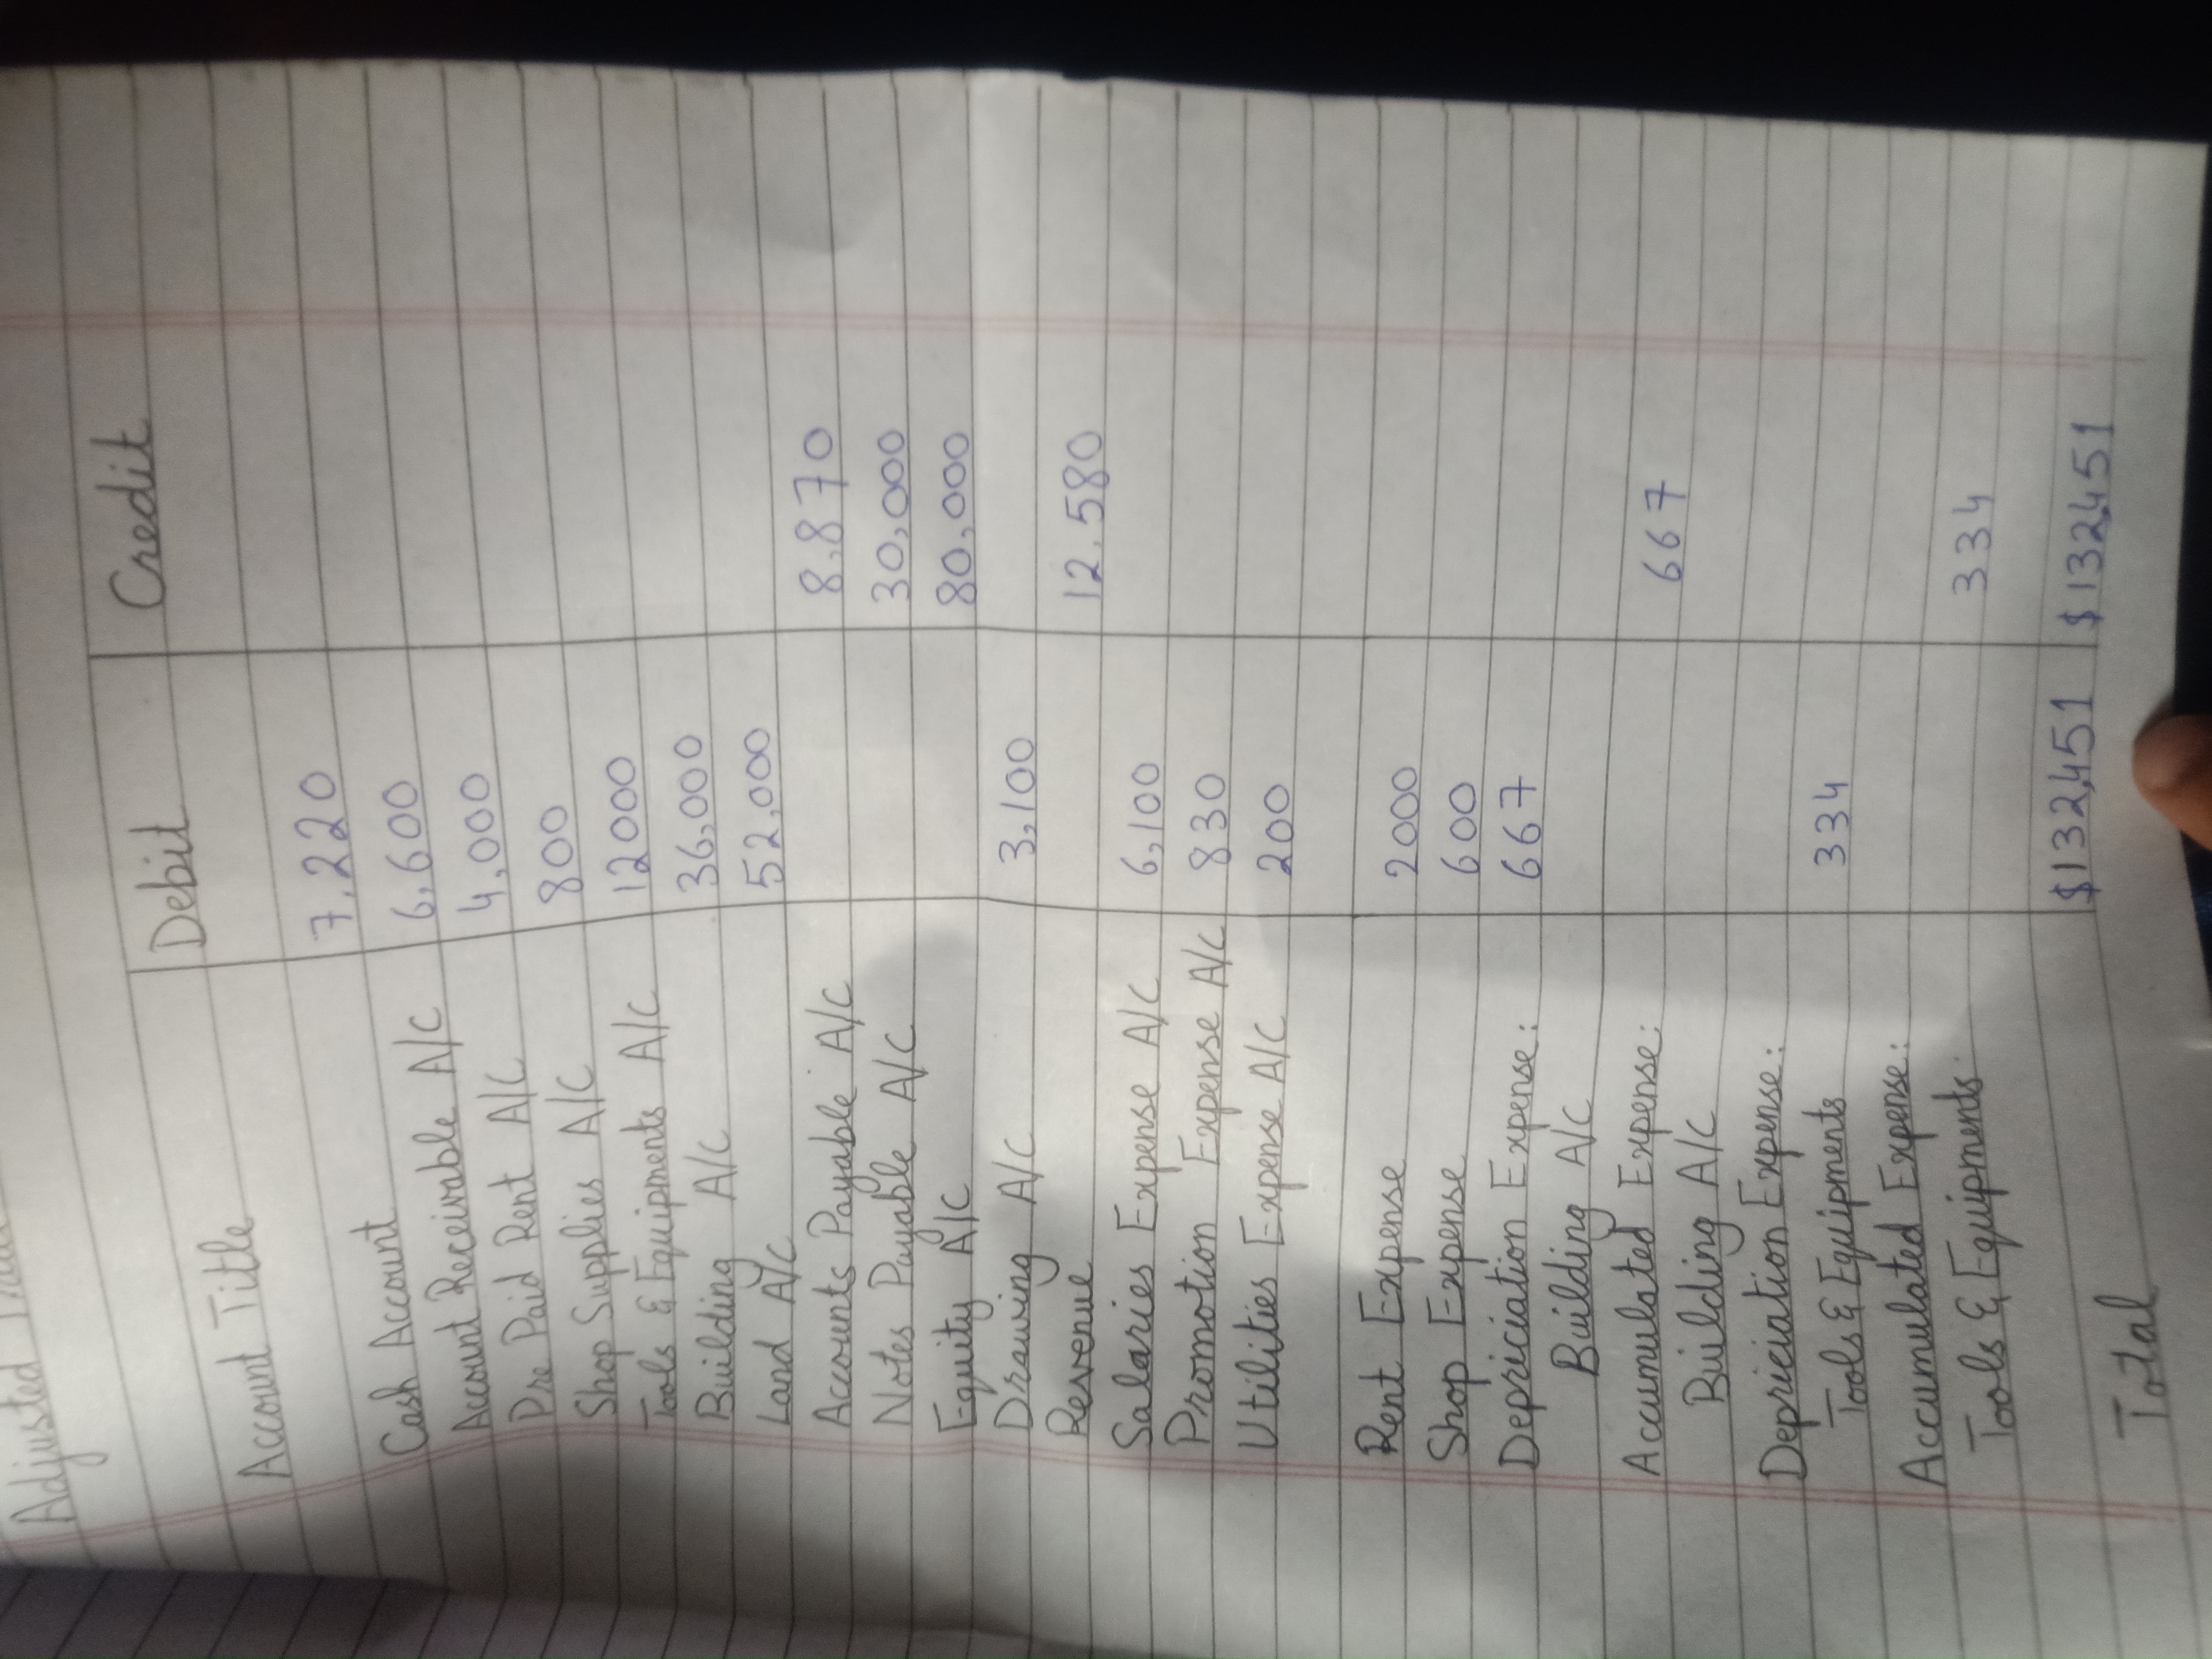 Adjusted
Account Title Debit Credit
Cash Account 7,220
Account Receivable A/C 6,600
Pre Paid Rent A/C 4,000
Shop Supplies A/C 800
Tools & Equipments A/C 12000
Building A/C 36,000
Land A/C 52,000
Accounts Payable A/C 8,870
Notes Payable A/C 30,000
Equity A/C 80,000
Drawing A/C 3,100
Revenue 12,580
Salaries Expense A/C 6,100
Promotion Expense A/C 830
Utilities Expense A/C 200
Rent Expense 2000
Shop Expense 600
Depriciation Expense: 667
Building A/C
Accumulated Expense: 667
Building A/C
Depriciation Expense:
Tools & Equipments 334
Accumulated Expense:
Tools & Equipments 334
Total $132,451 $132,451